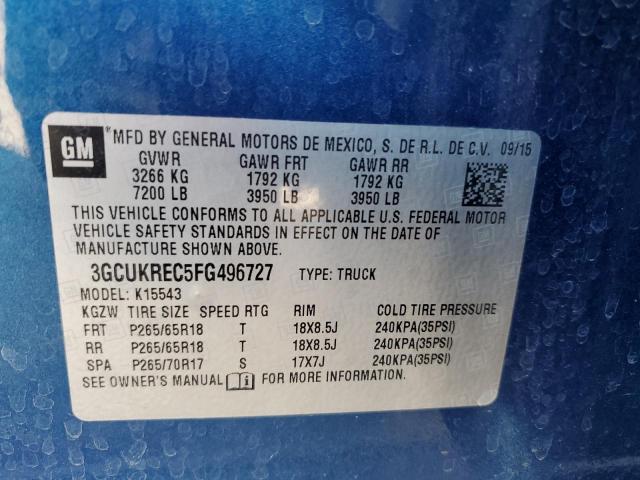 GM ® MFD BY GENERAL MOTORS DE MEXICO, S. DE R.L. DE C.V. 09/15
GVWR GAWR FRT GAWR RR
3266 KG 1792 KG 1792 KG
7200 LB 3950 LB 3950 LB
THIS VEHICLE CONFORMS TO ALL APPLICABLE U.S. FEDERAL MOTOR
VEHICLE SAFETY STANDARDS IN EFFECT ON THE DATE OF
MANUFACTURE SHOWN ABOVE.
3GCUKREC5FG496727 TYPE: TRUCK
MODEL: K15543
KGZW TIRE SIZE SPEED RTG RIM COLD TIRE PRESSURE
FRT P265/65R18 T 18X8.5J 240KPA(35PSI)
RR P265/65R18 T 18X8.5J 240KPA(35PSI)
SPA P265/70R17 S 17X7J 240KPA(35PSI)
SEE OWNER'S MANUAL FOR MORE INFORMATION.